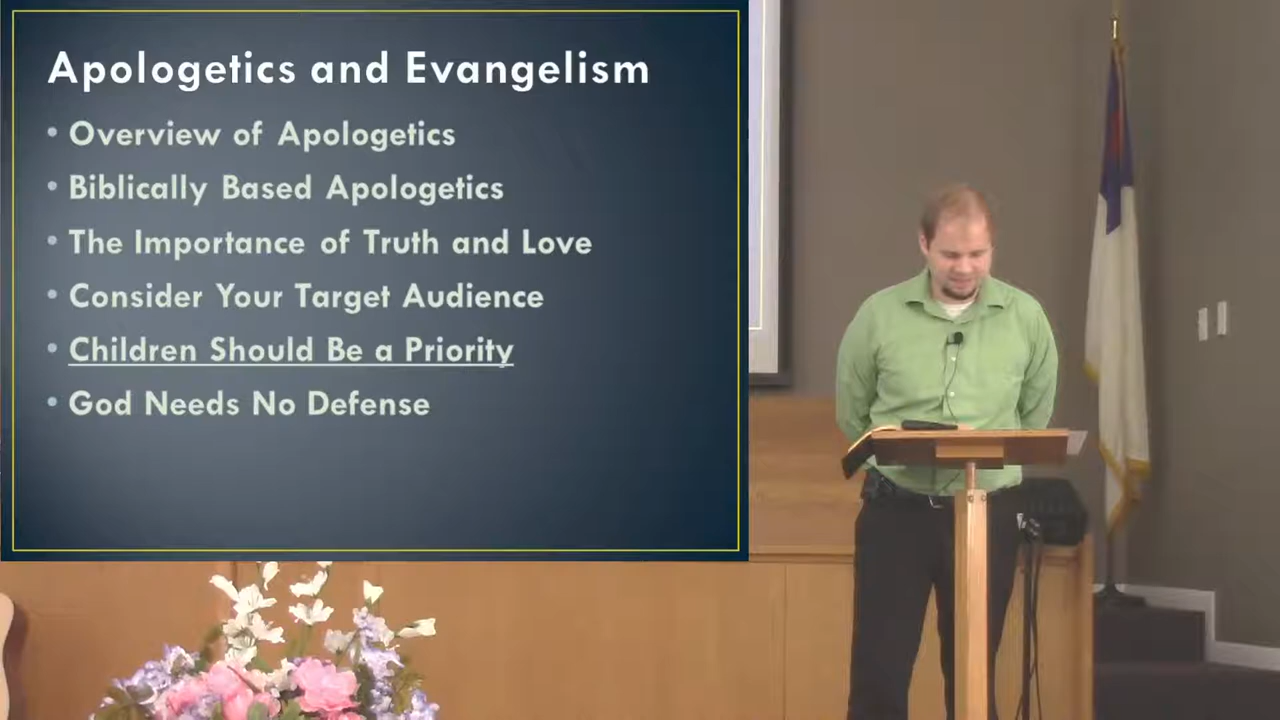 Apologetics and Evangelism
• Overview of Apologetics
• Biblically Based Apologetics
• The Importance of Truth and Love
• Consider Your Target Audience
• Children Should Be a Priority
• God Needs No Defense